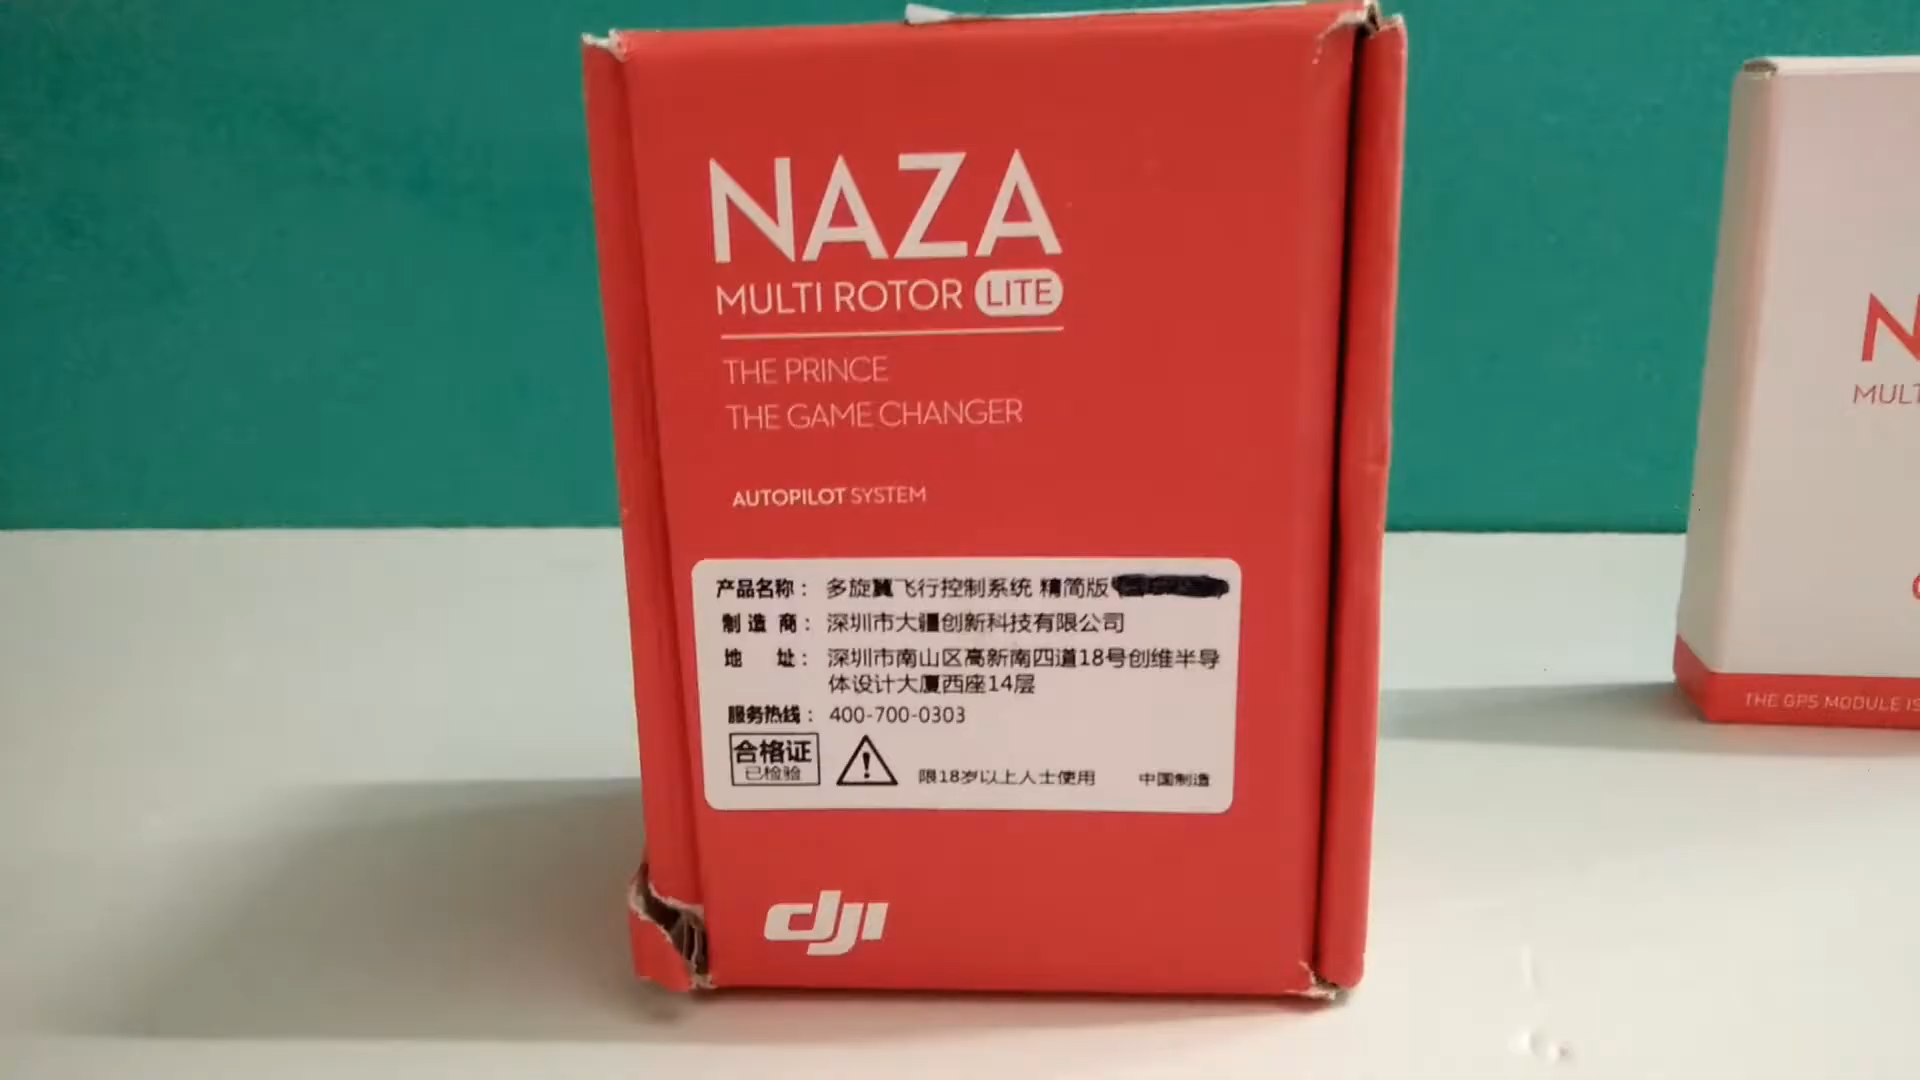 NAZA
MULTI ROTOR LITE
THE PRINCE
THE GAME CHANGER
AUTOPILOT SYSTEM
产品名称： 多旋翼飞行控制系统 精简版
制造商： 深圳市大疆创新科技有限公司
地址： 深圳市南山区高新南四道18号创维半导
体设计大厦西座14层
服务热线： 400-700-0303
合格证
已检验
限18岁以上人士使用 中国制造
dji
N
MULT
THE GPS MODULE IS